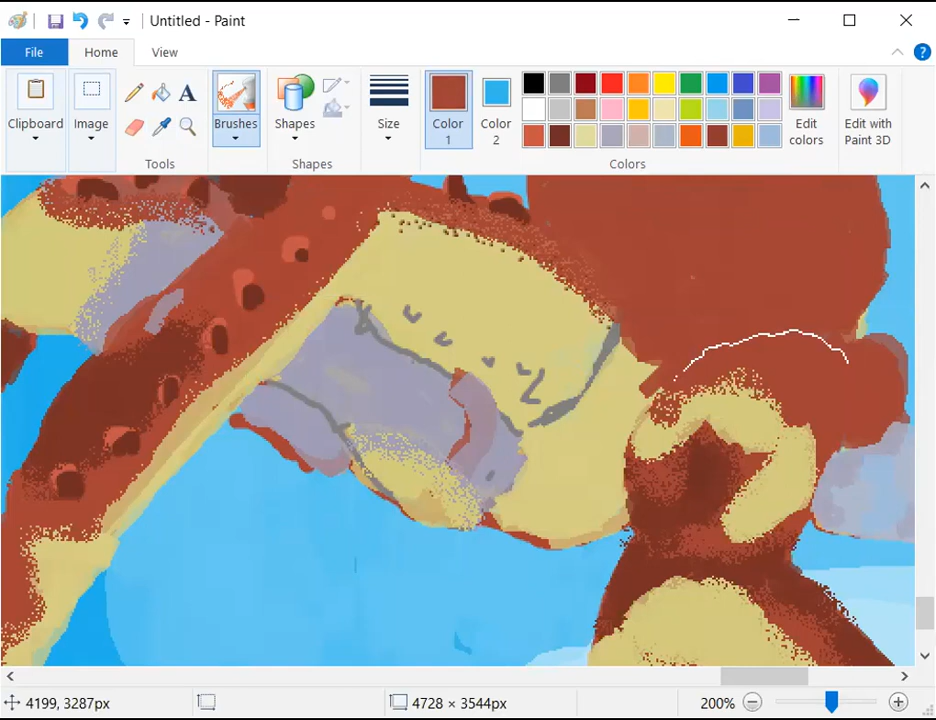 Untitled - Paint
File Home View
Clipboard Image Tools Brushes Shapes Shapes Size Color 1 Color 2 Colors Edit colors Edit with Paint 3D
A
4199, 3287px 4728 × 3544px 200%